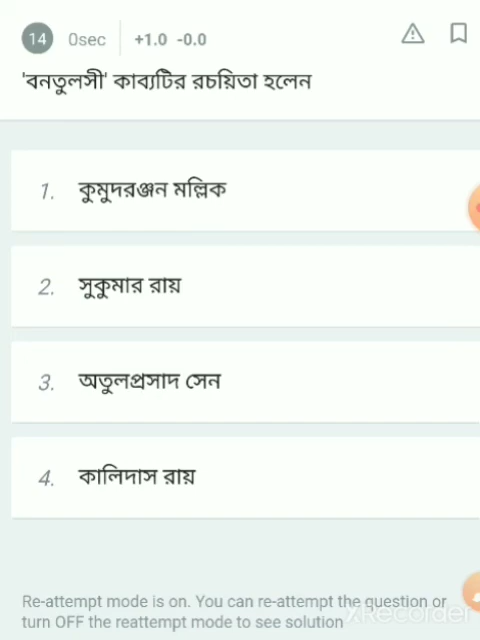 14 0sec +1.0 -0.0
'বনতুলসী' কাব্যটির রচয়িতা হলেন
1. কুমুদরঞ্জন মল্লিক
2. সুকুমার রায়
3. অতুলপ্রসাদ সেন
4. কালিদাস রায়
Re-attempt mode is on. You can re-attempt the question or
turn OFF the reattempt mode to see solution
XRecorder